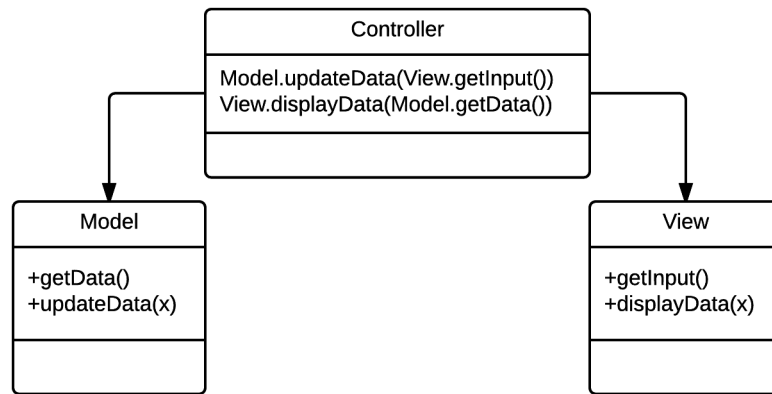 Controller
Model.updateData(View.getInput())
View.displayData(Model.getData())
Model
+getData()
+updateData(x)
View
+getInput()
+displayData(x)